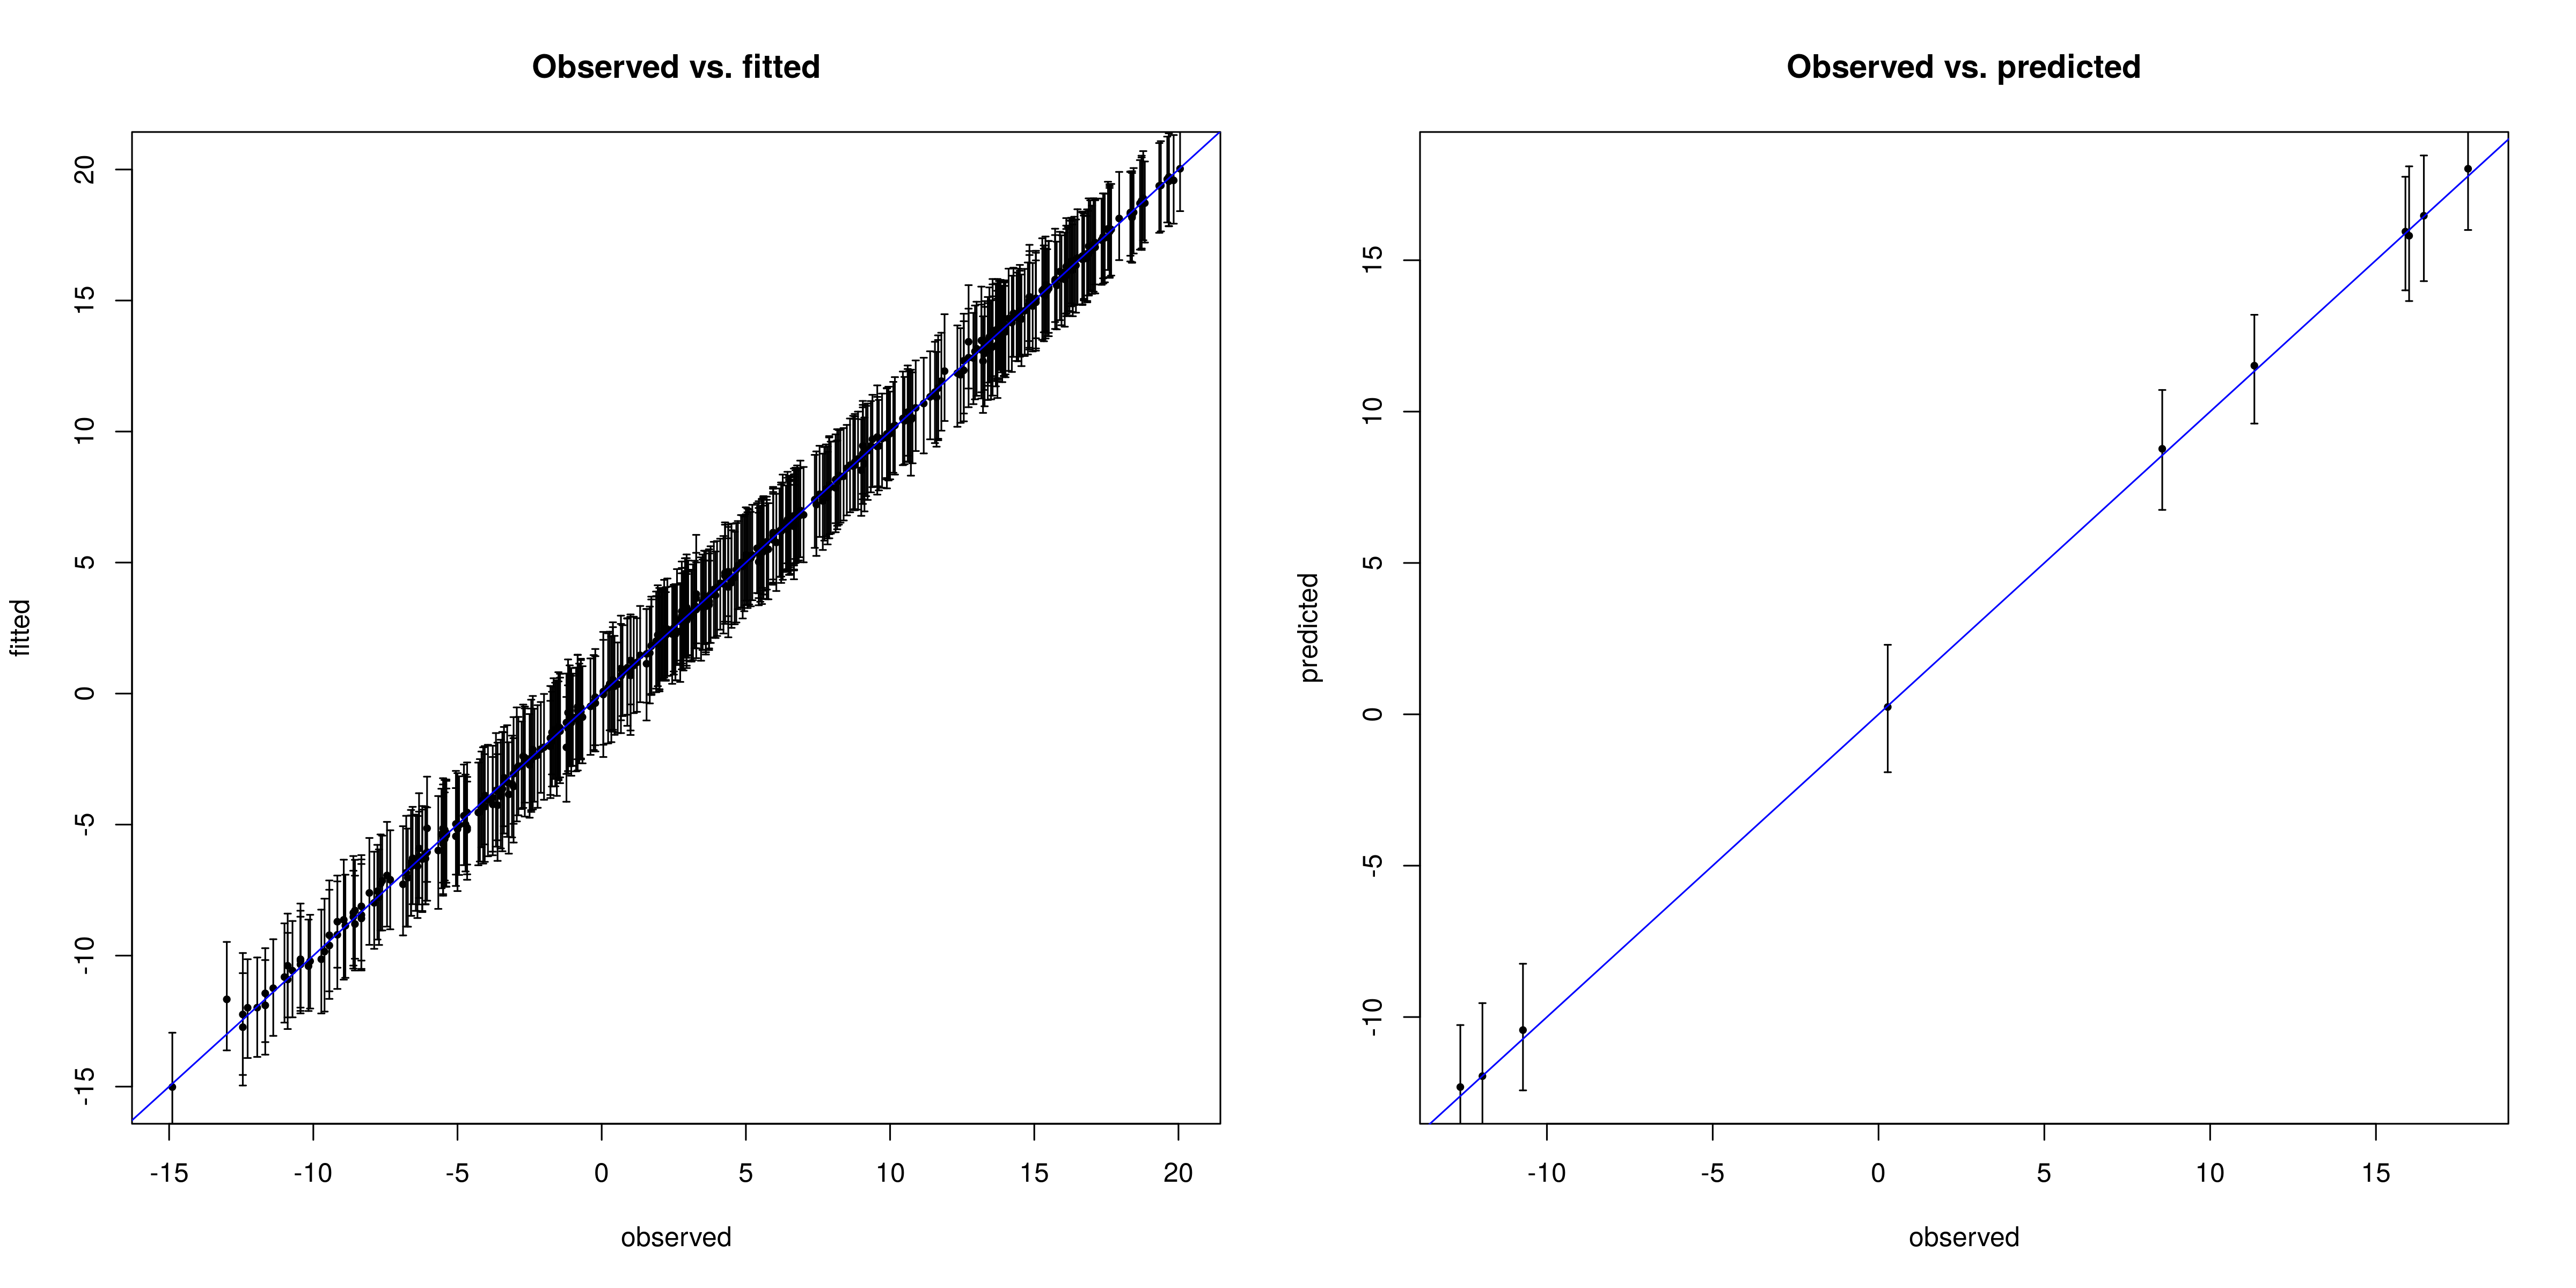 Observed vs. fitted
fitted
20
15
10
5
0
-5
-10
-15
-15 -10 -5 0 5 10 15 20
observed
Observed vs. predicted
predicted
15
10
5
0
-5
-10
-10 -5 0 5 10 15
observed